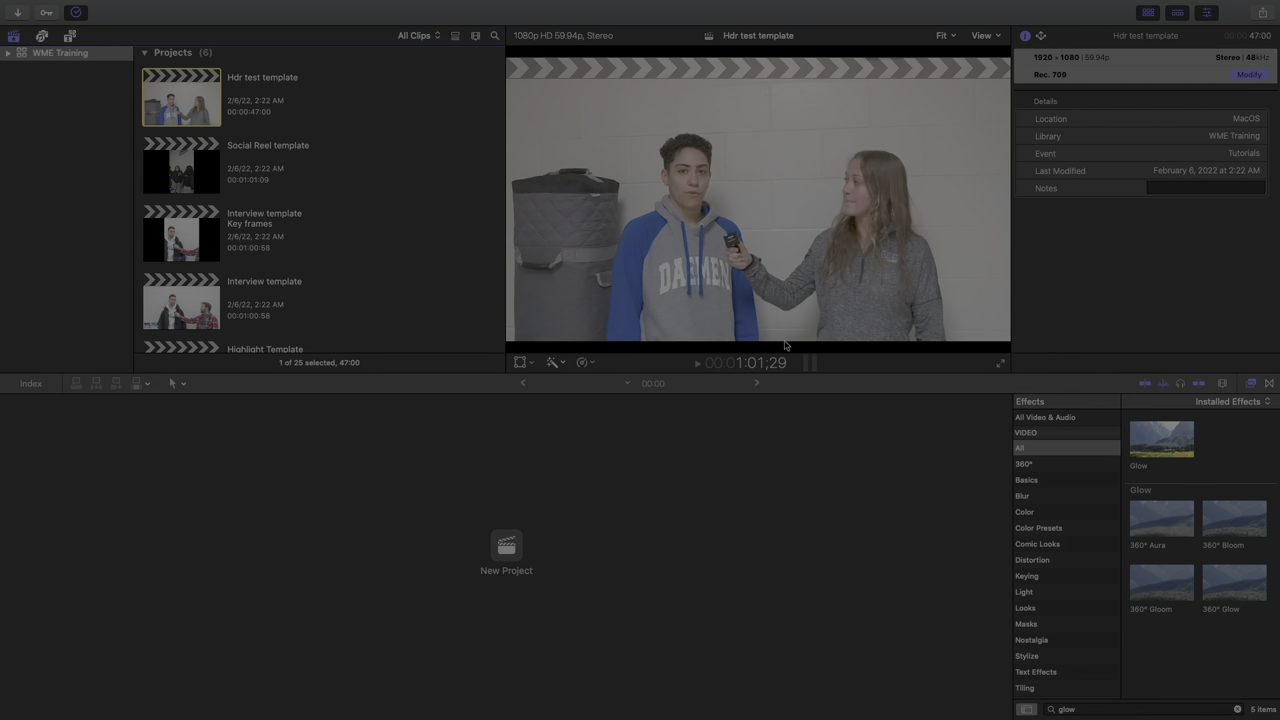 All Clips
1080p HD 59.94p, Stereo
Hdr test template
Fit
View
Hdr test template
00:00:47:00
WME Training
Projects (6)
Hdr test template
2/6/22, 2:22 AM
00:00:47:00
Social Reel template
2/6/22, 2:22 AM
00:01:01:09
Interview template
Key frames
2/6/22, 2:22 AM
00:01:00:58
Interview template
2/6/22, 2:22 AM
00:01:00:58
Highlight Template
1 of 25 selected, 47:00
DAEMEN
00:01:01;29
1920 × 1080 | 59.94p
Stereo | 48kHz
Rec. 709
Modify
Details
Location
MacOS
Library
WME Training
Event
Tutorials
Last Modified
February 6, 2022 at 2:22 AM
Notes
Index
00:00
New Project
Effects
Installed Effects
All Video & Audio
VIDEO
All
360°
Basics
Blur
Color
Color Presets
Comic Looks
Distortion
Keying
Light
Looks
Masks
Nostalgia
Stylize
Text Effects
Tiling
Glow
Glow
360° Aura
360° Bloom
360° Gloom
360° Glow
glow
5 items